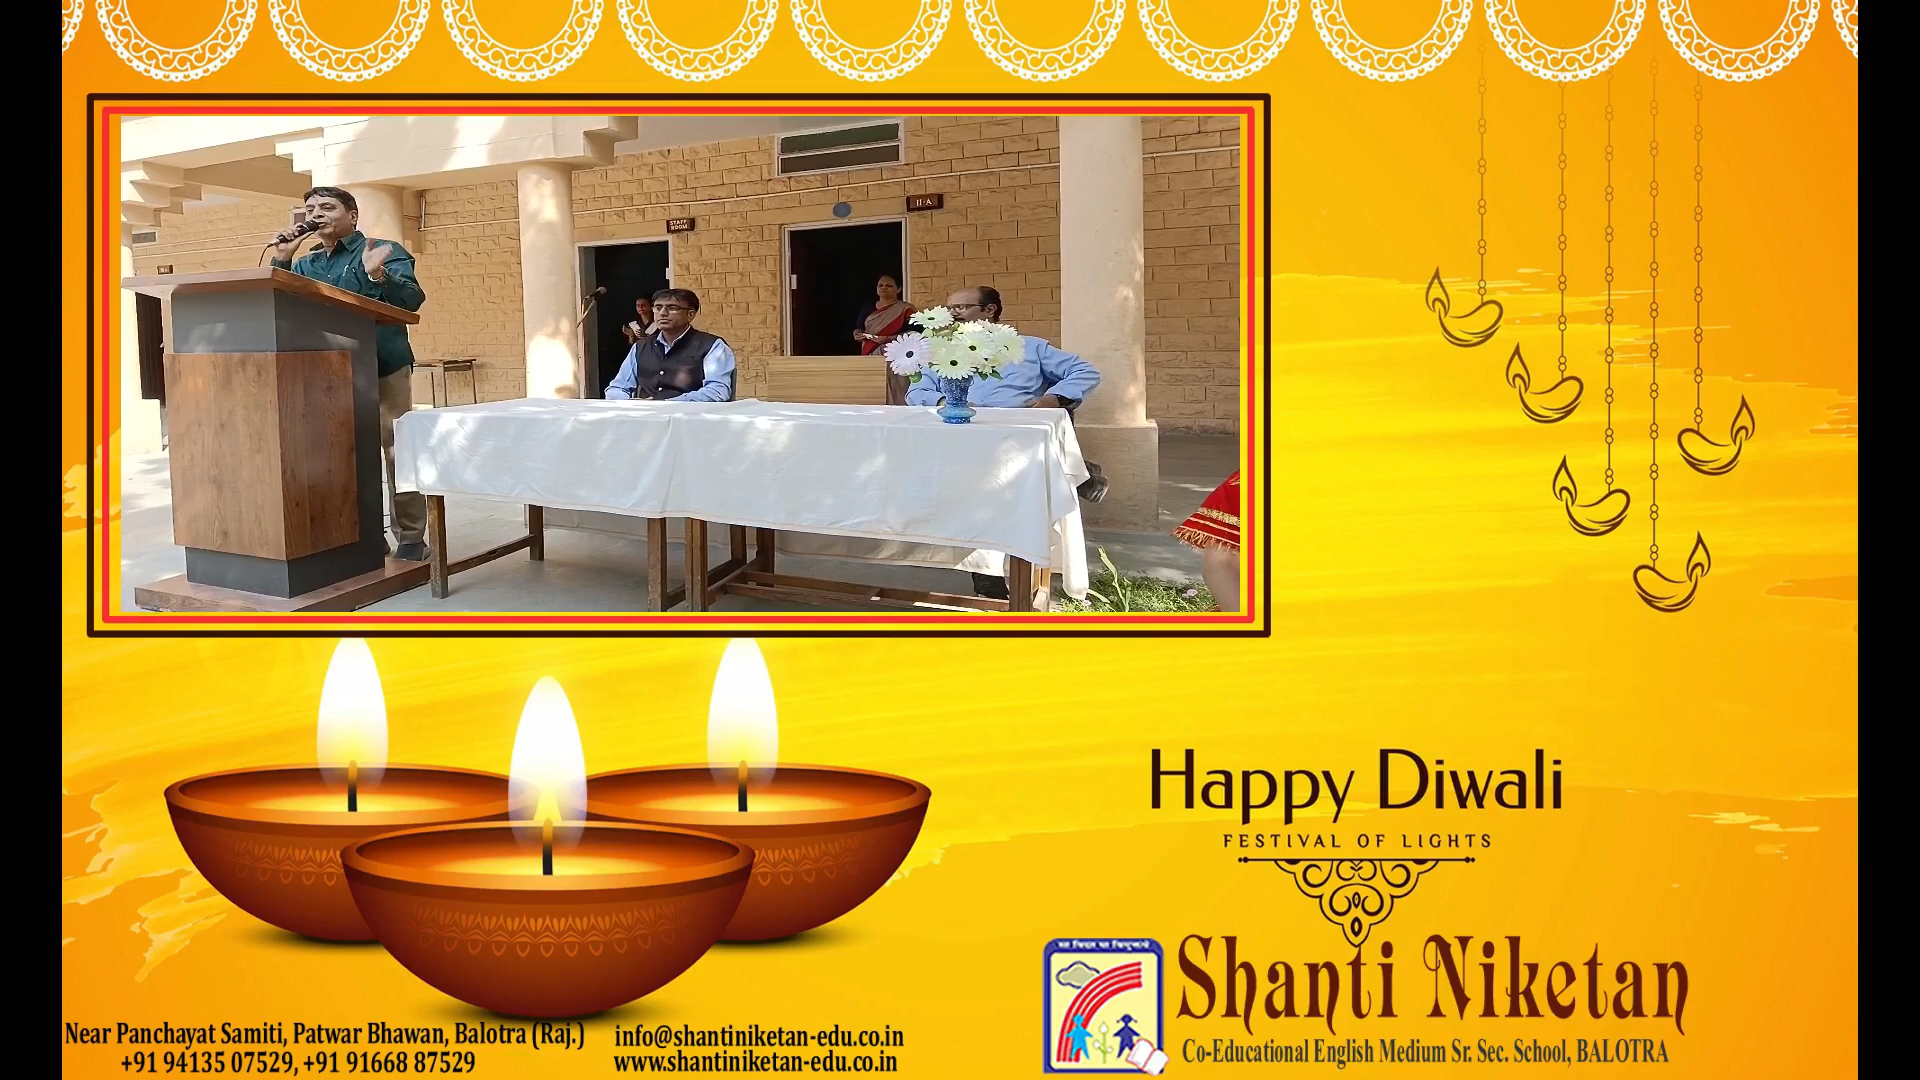 STAFF
ROOM
II-A
Happy Diwali
FESTIVAL OF LIGHTS
Shanti Niketan
Co-Educational English Medium Sr. Sec. School, BALOTRA
Near Panchayat Samiti, Patwar Bhawan, Balotra (Raj.)
+91 94135 07529, +91 91668 87529
info@shantiniketan-edu.co.in
www.shantiniketan-edu.co.in